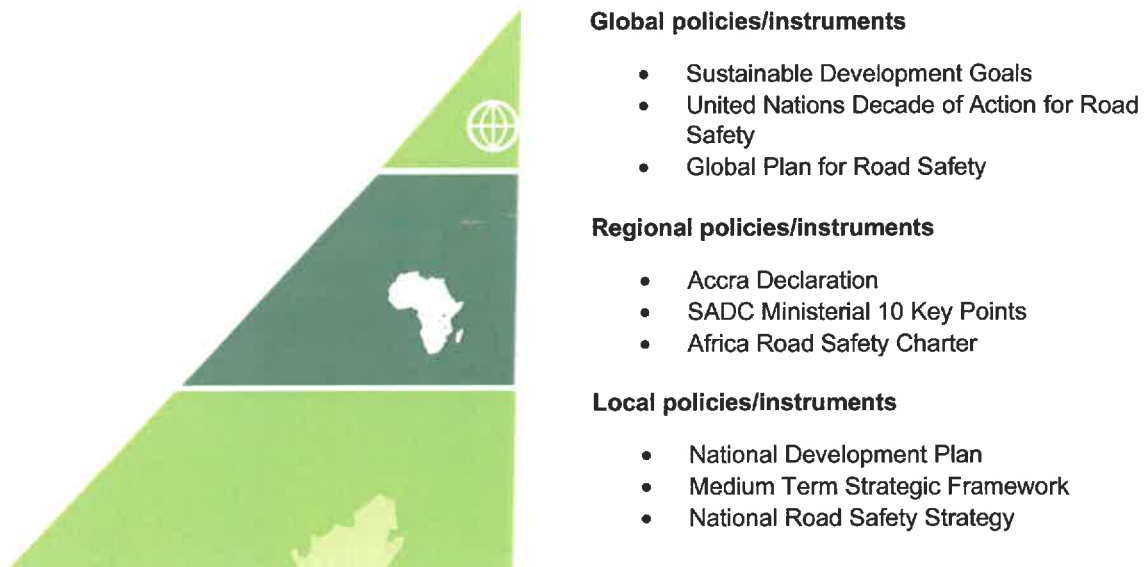 Global policies/instruments
• Sustainable Development Goals
• United Nations Decade of Action for Road
Safety
• Global Plan for Road Safety
Regional policies/instruments
• Accra Declaration
• SADC Ministerial 10 Key Points
• Africa Road Safety Charter
Local policies/instruments
• National Development Plan
• Medium Term Strategic Framework
• National Road Safety Strategy